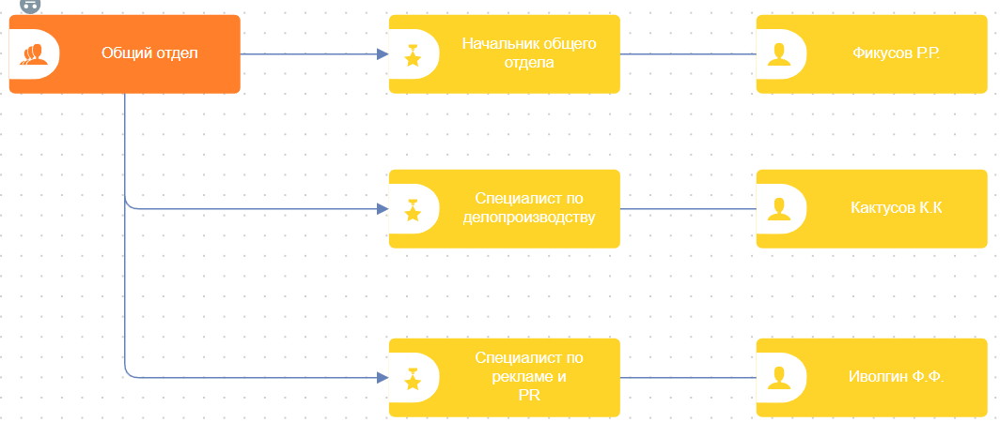 Общий отдел
Начальник общего
отдела
Фикусов Р.Р.
Специалист по
делопроизводству
Кактусов К.К
Специалист по
рекламе и
PR
Иволгин Ф.Ф.